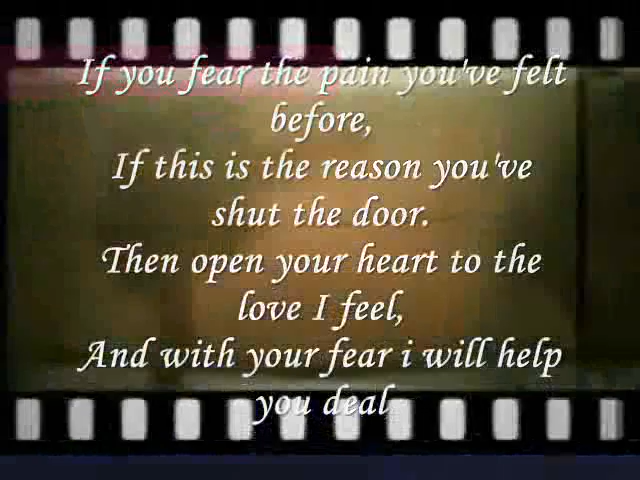 If you fear the pain you've felt
before,
If this is the reason you've
shut the door.
Then open your heart to the
love I feel,
And with your fear i will help
you deal